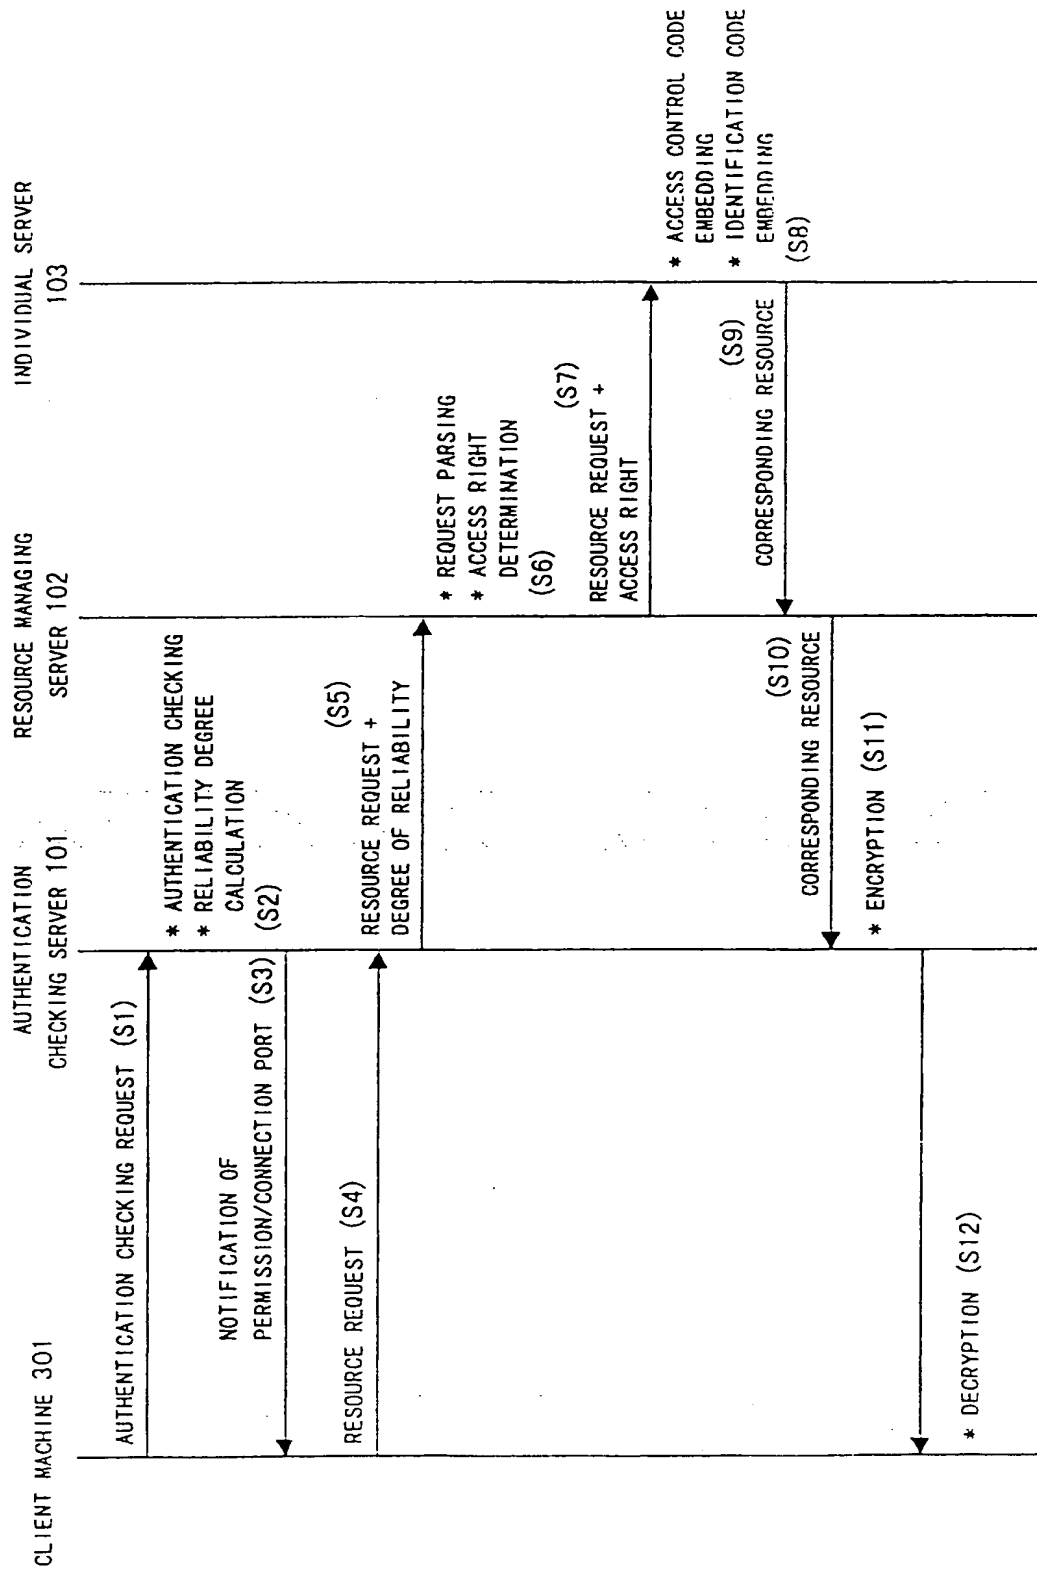 CLIENT MACHINE 301
AUTHENTICATION
CHECKING SERVER 101
RESOURCE MANAGING
SERVER 102
INDIVIDUAL SERVER
103
AUTHENTICATION CHECKING REQUEST (S1)
* AUTHENTICATION CHECKING
* RELIABILITY DEGREE
CALCULATION
(S2)
NOTIFICATION OF
PERMISSION/CONNECTION PORT (S3)
RESOURCE REQUEST (S4)
(S5)
RESOURCE REQUEST +
DEGREE OF RELIABILITY
* REQUEST PARSING
* ACCESS RIGHT
DETERMINATION
(S6)
(S7)
RESOURCE REQUEST +
ACCESS RIGHT
* ACCESS CONTROL CODE
EMBEDDING
* IDENTIFICATION CODE
EMBEDDING
(S8)
(S9)
CORRESPONDING RESOURCE
(S10)
CORRESPONDING RESOURCE
* ENCRYPTION (S11)
* DECRYPTION (S12)